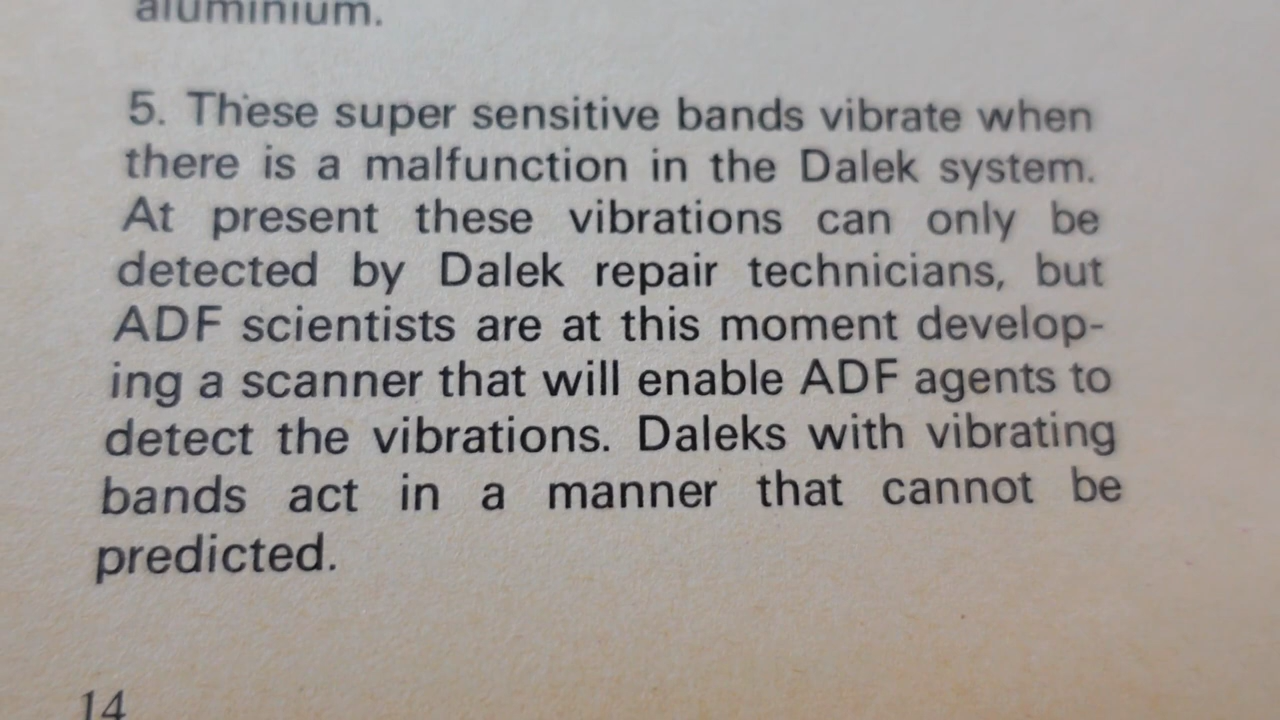 aluminium.
5. These super sensitive bands vibrate when
there is a malfunction in the Dalek system.
At present these vibrations can only be
detected by Dalek repair technicians, but
ADF scientists are at this moment develop-
ing a scanner that will enable ADF agents to
detect the vibrations. Daleks with vibrating
bands act in a manner that cannot be
predicted.
14